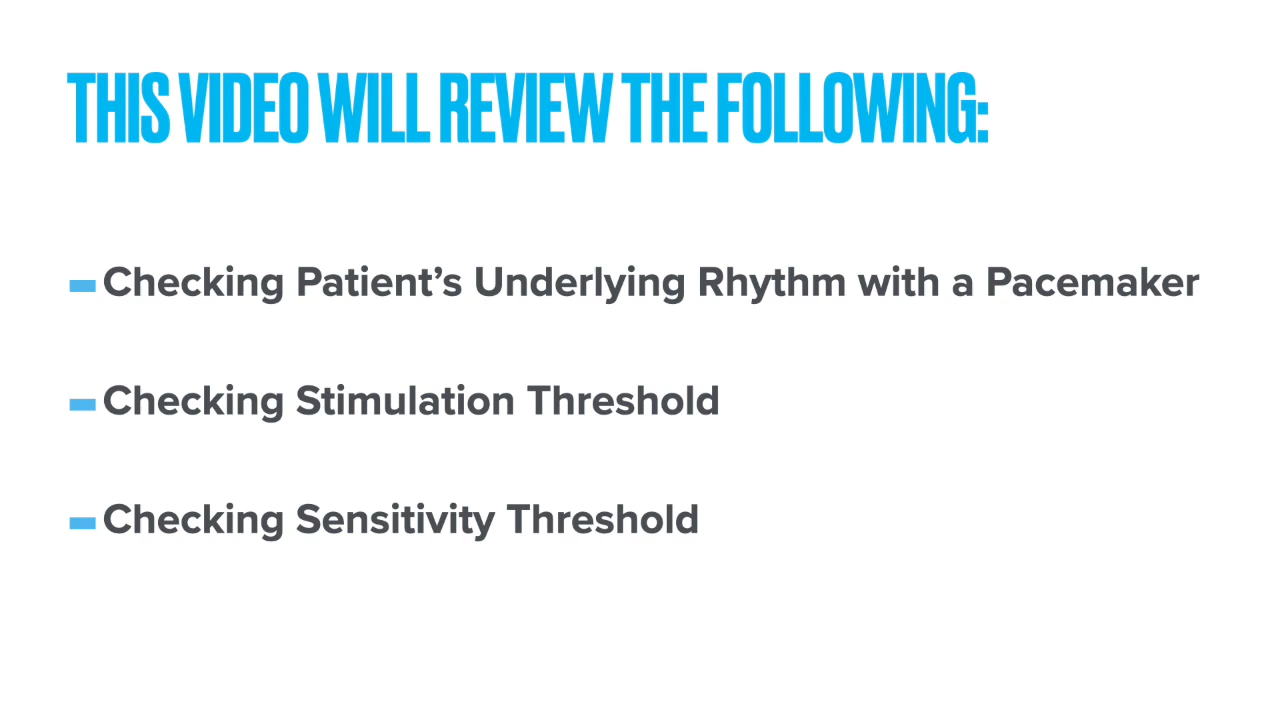 THIS VIDEO WILL REVIEW THE FOLLOWING:
Checking Patient’s Underlying Rhythm with a Pacemaker
Checking Stimulation Threshold
Checking Sensitivity Threshold